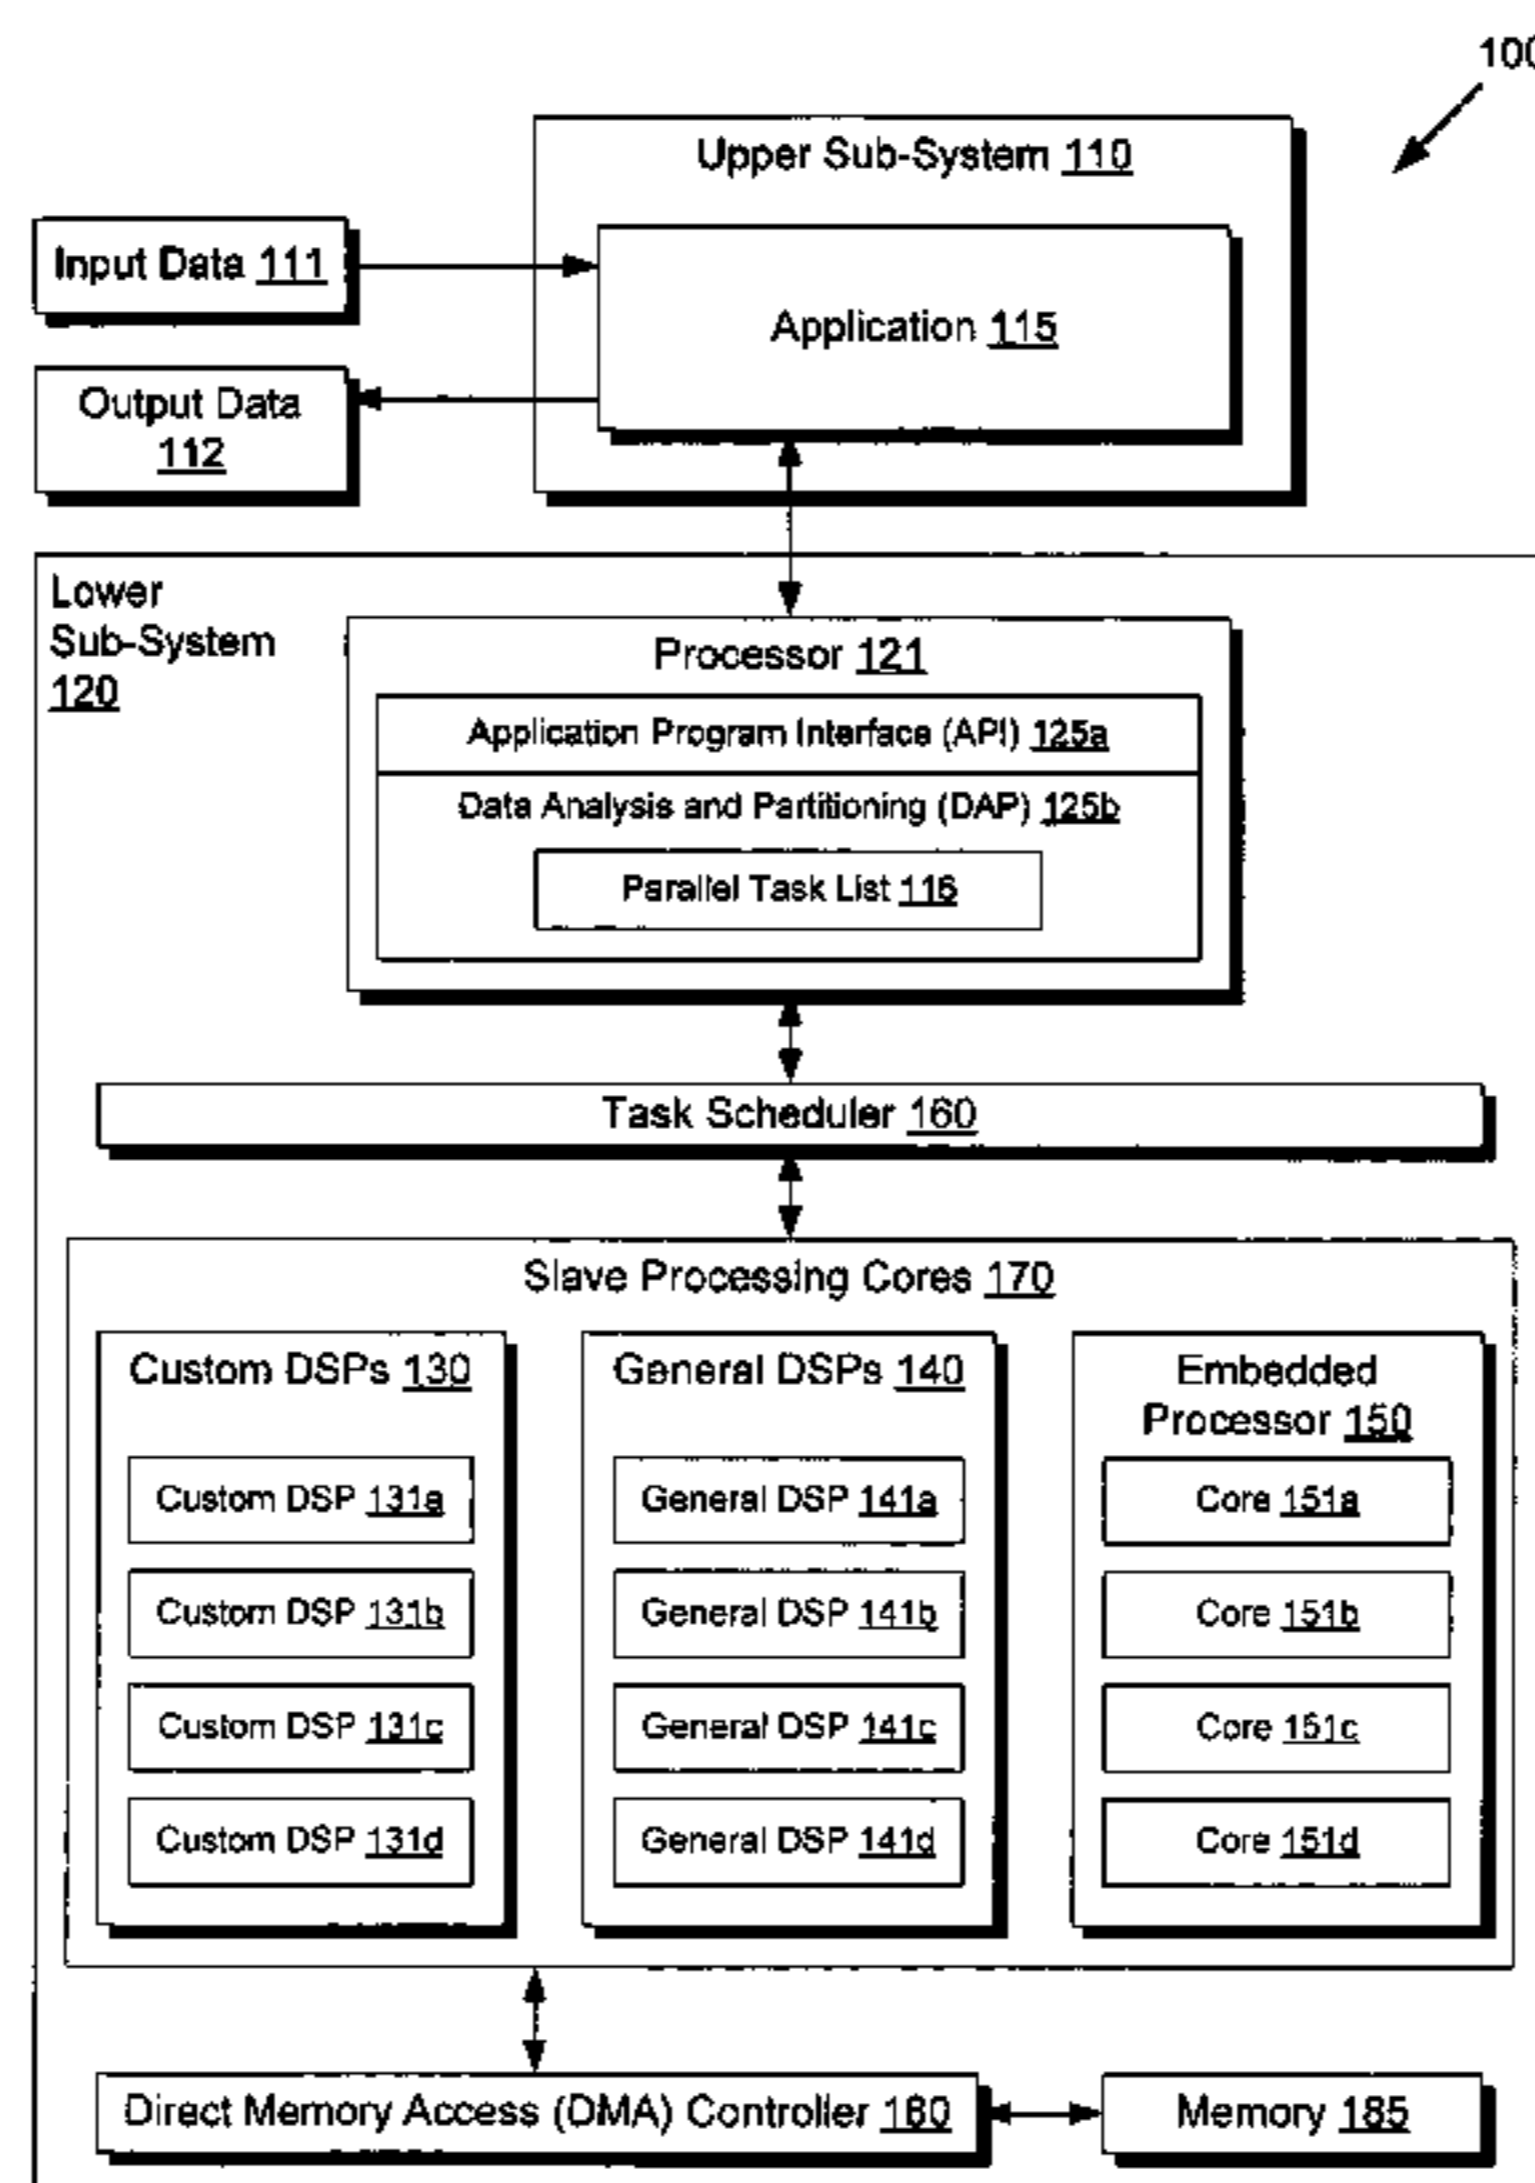 100
Upper Sub-System 110
Input Data 111
Application 115
Output Data
112
Lower
Sub-System
120
Processor 121
Application Program Interface (API) 125a
Data Analysis and Partitioning (DAP) 125b
Parallel Task List 116
Task Scheduler 160
Slave Processing Cores 170
Custom DSPs 130
Custom DSP 131a
Custom DSP 131b
Custom DSP 131c
Custom DSP 131d
General DSPs 140
General DSP 141a
General DSP 141b
General DSP 141c
General DSP 141d
Embedded
Processor 150
Core 151a
Core 151b
Core 151c
Core 151d
Direct Memory Access (DMA) Controller 180
Memory 185